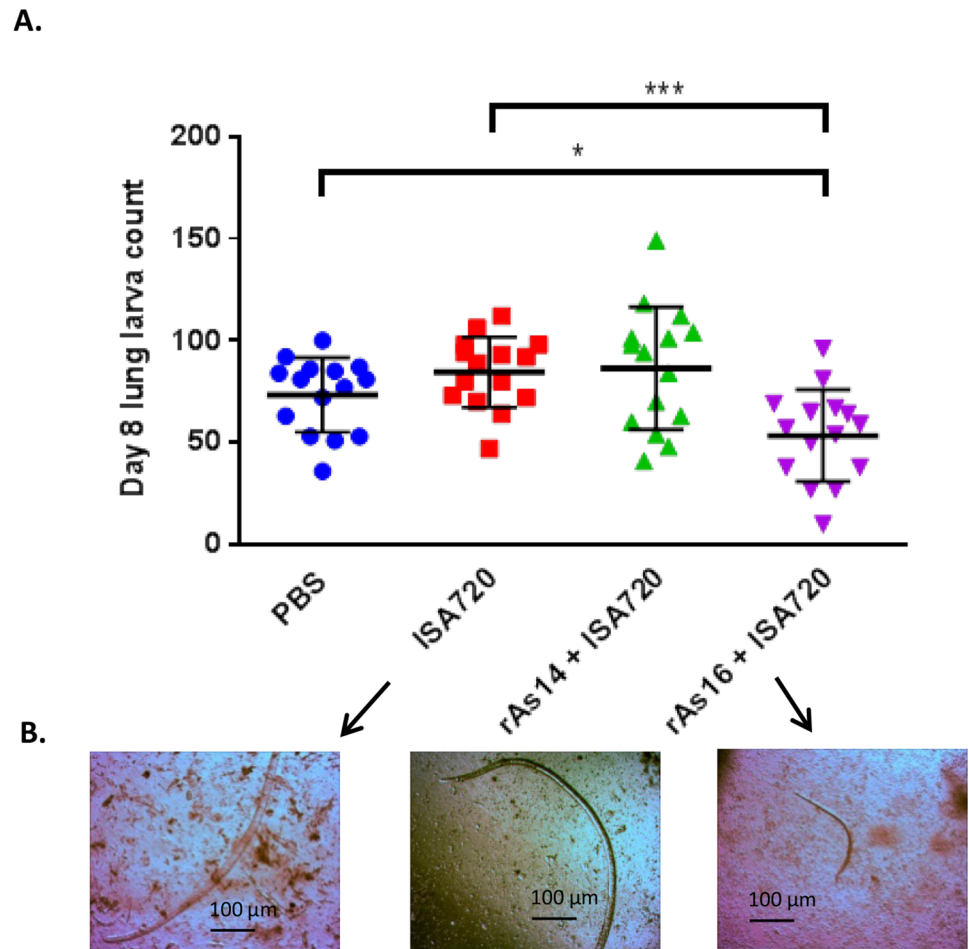 A.
***
*
200
150
100
50
0
Day 8 lung larva count
PBS
ISA720
rAs14 + ISA720
rAs16 + ISA720
B.
100 μm
100 μm
100 μm